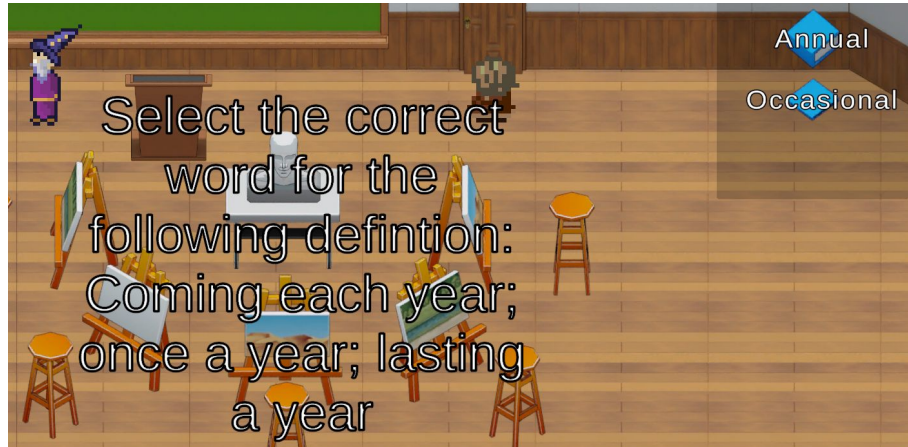 Select the correct
word for the
following defintion:
Coming each year;
once a year; lasting
a year
Annual
Occasional